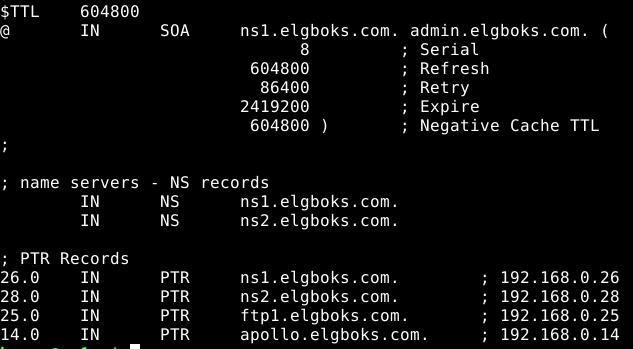 $TTL    604800
@       IN      SOA     ns1.elgboks.com. admin.elgboks.com. (
                              8         ; Serial
                         604800         ; Refresh
                          86400         ; Retry
                        2419200         ; Expire
                         604800 )       ; Negative Cache TTL
;
; name servers - NS records
        IN      NS      ns1.elgboks.com.
        IN      NS      ns2.elgboks.com.
; PTR Records
26.0    IN      PTR     ns1.elgboks.com.        ; 192.168.0.26
28.0    IN      PTR     ns2.elgboks.com.        ; 192.168.0.28
25.0    IN      PTR     ftp1.elgboks.com.       ; 192.168.0.25
14.0    IN      PTR     apollo.elgboks.com.     ; 192.168.0.14